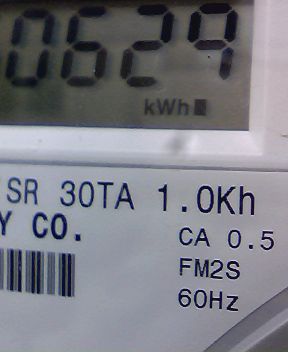 0629
kWh
SR 30TA 1.0Kh
Y CO.
CA 0.5
FM2S
60Hz